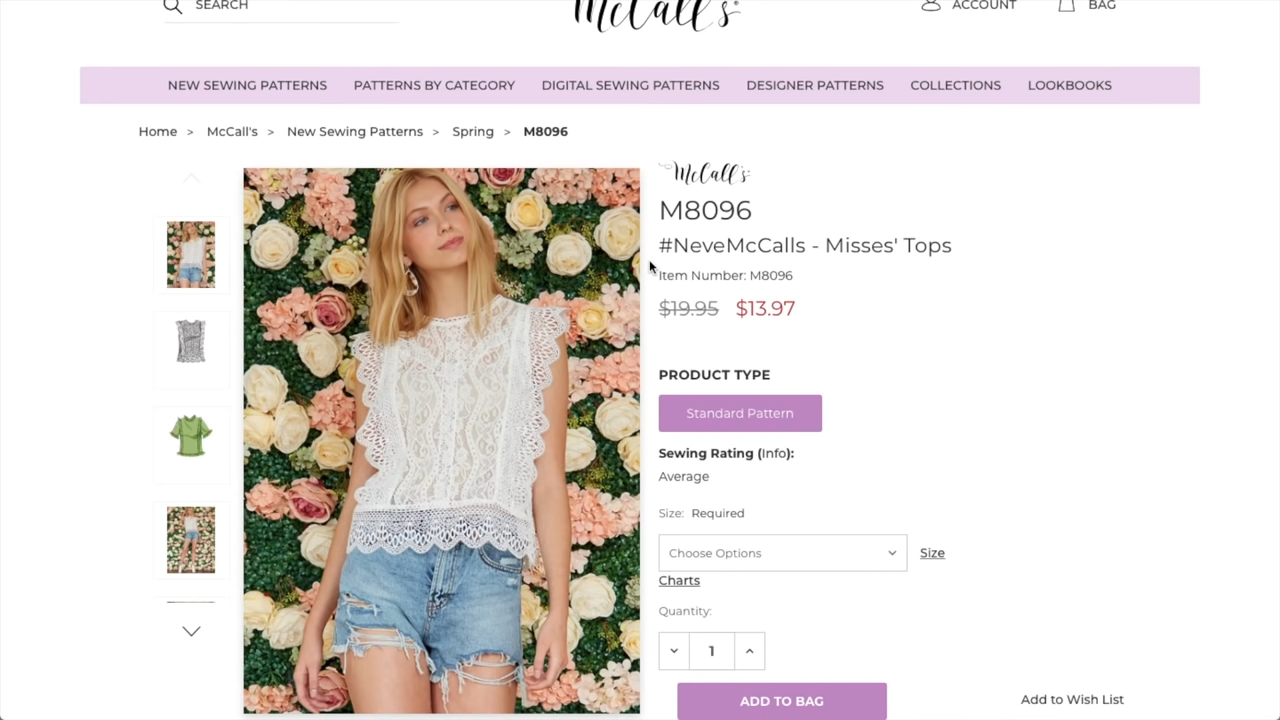 SEARCH
McCall's
ACCOUNT
BAG
NEW SEWING PATTERNS
PATTERNS BY CATEGORY
DIGITAL SEWING PATTERNS
DESIGNER PATTERNS
COLLECTIONS
LOOKBOOKS
Home > McCall's > New Sewing Patterns > Spring > M8096
McCall's
M8096
#NeveMcCalls - Misses' Tops
Item Number: M8096
$19.95 $13.97
PRODUCT TYPE
Standard Pattern
Sewing Rating (Info):
Average
Size: Required
Choose Options
Size
Charts
Quantity:
1
ADD TO BAG
Add to Wish List